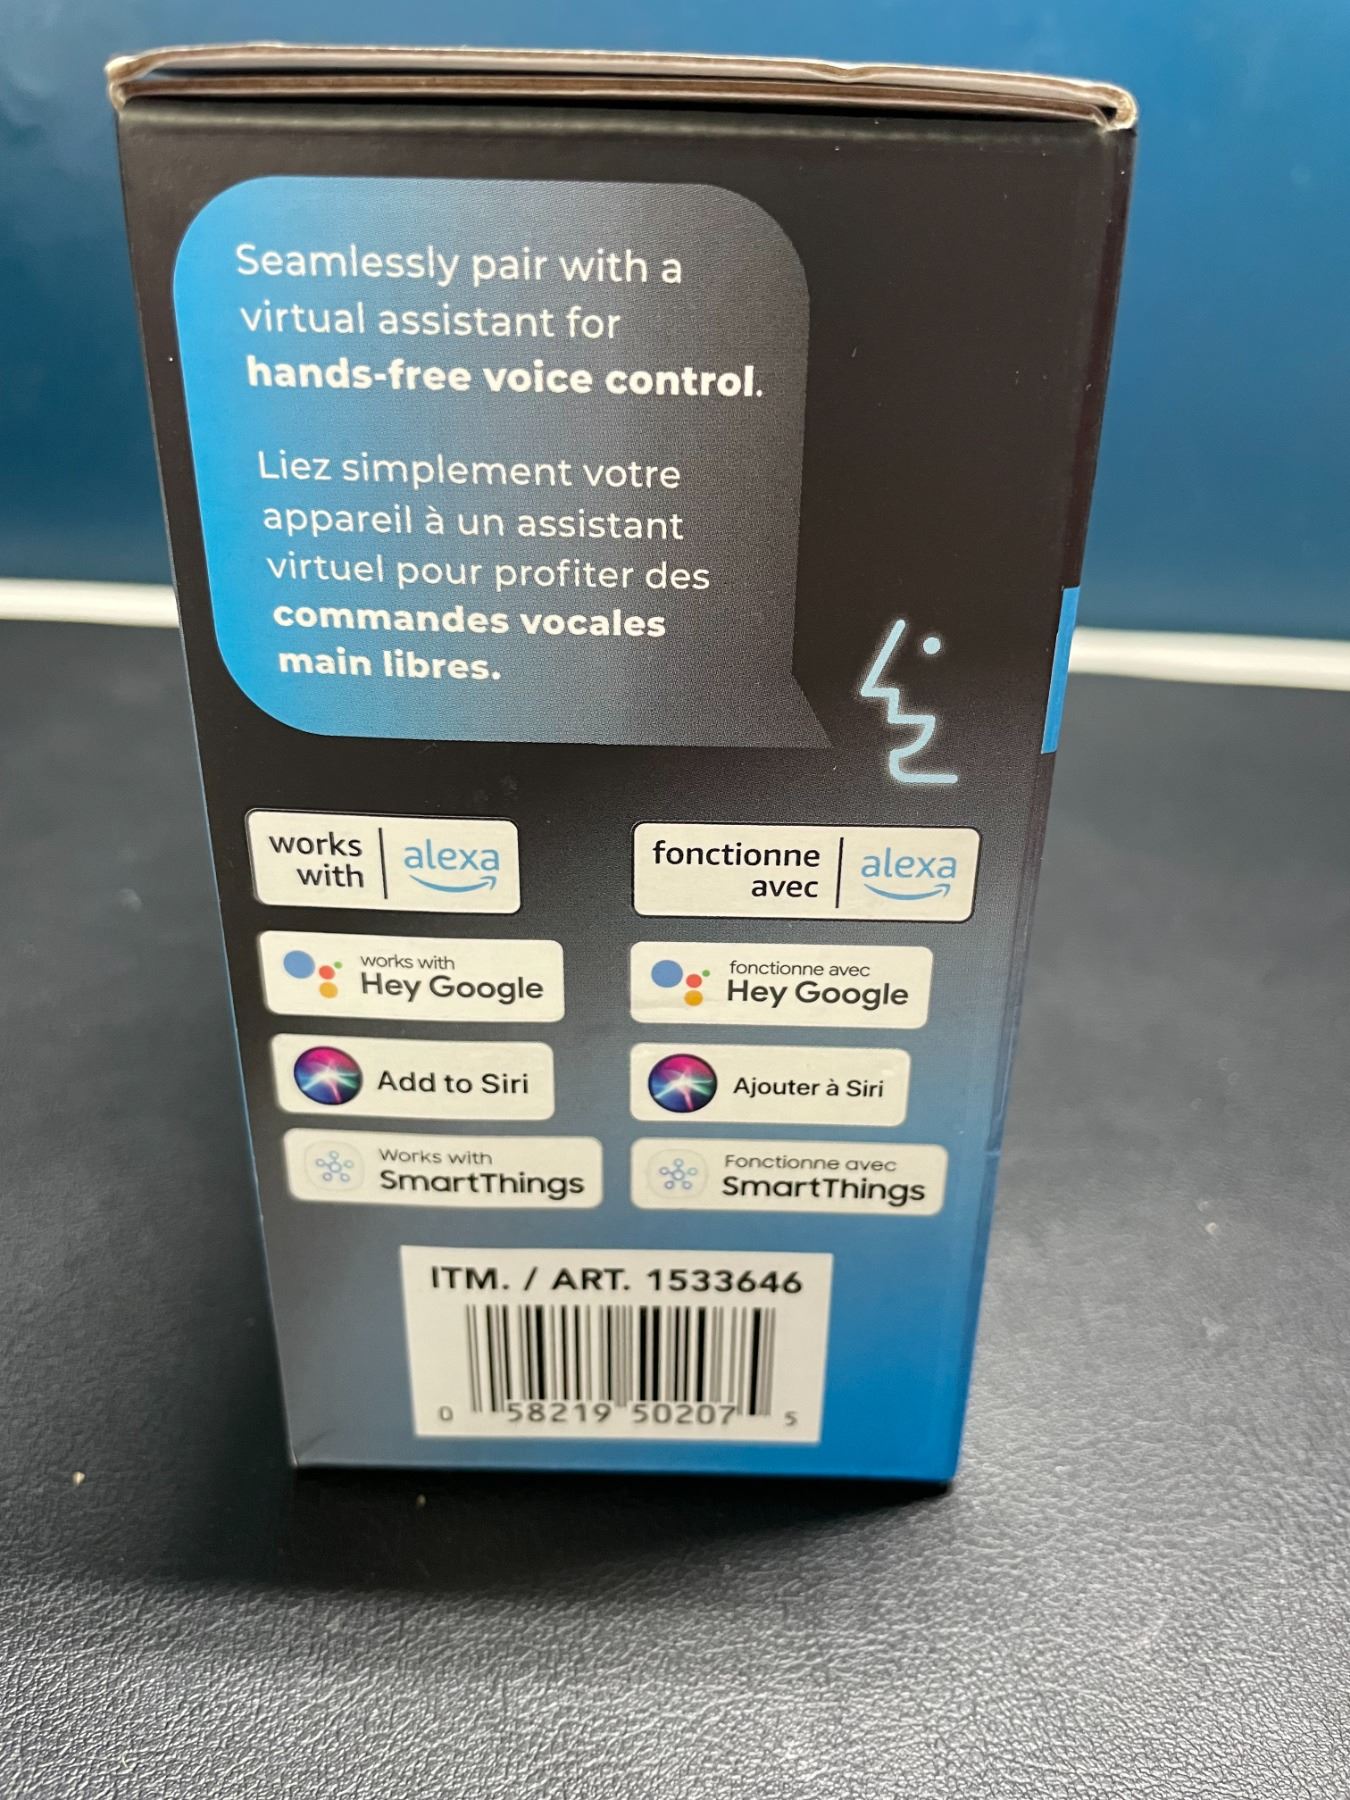 Seamlessly pair with a
virtual assistant for
hands-free voice control.
Liez simplement votre
appareil à un assistant
virtuel pour profiter des
commandes vocales
main libres.
works
with
alexa
fonctionne
avec
alexa
works with
Hey Google
fonctionne avec
Hey Google
Add to Siri
Ajouter à Siri
Works with
SmartThings
Fonctionne avec
SmartThings
ITM. / ART. 1533646
0 58219 50207 5